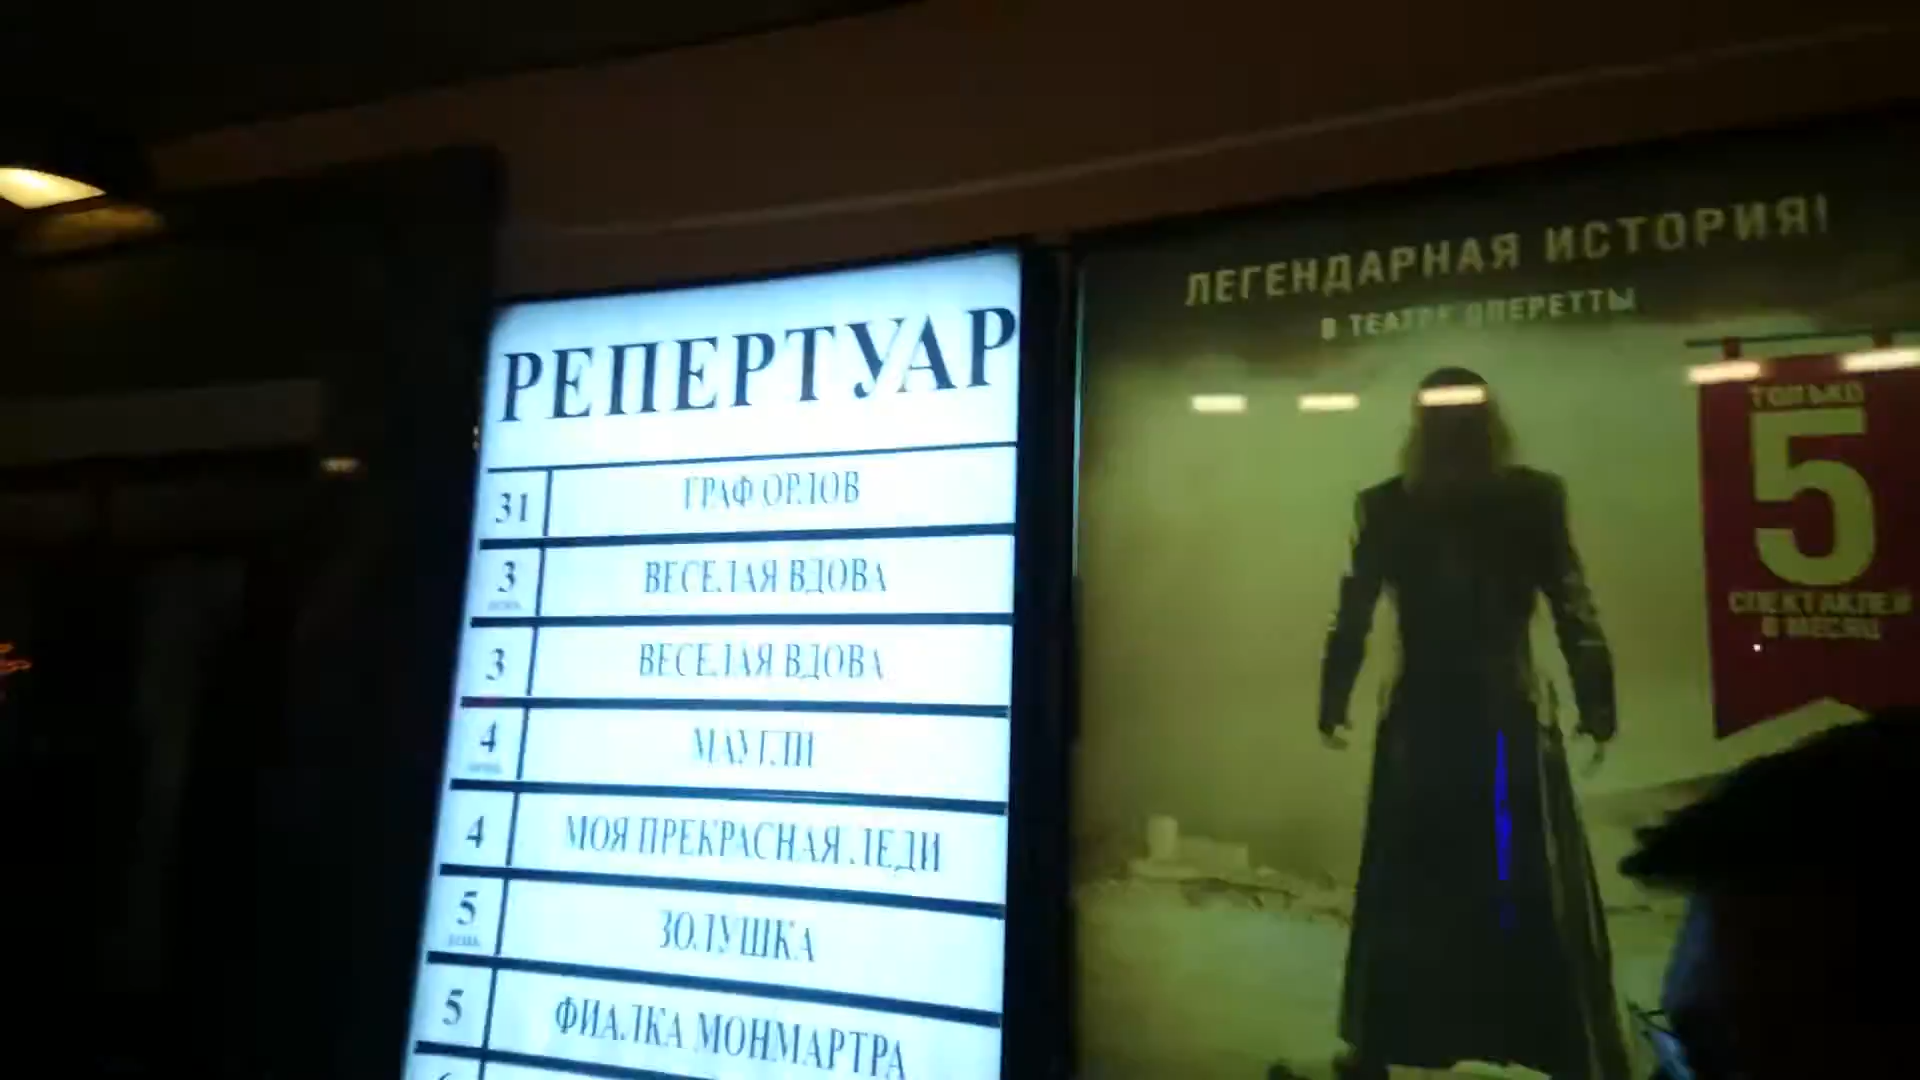 РЕПЕРТУАР
31 ГРАФ ОРЛОВ
3 ВЕСЕЛАЯ ВДОВА
3 ВЕСЕЛАЯ ВДОВА
4 МАУГЛИ
4 МОЯ ПРЕКРАСНАЯ ЛЕДИ
5 ЗОЛУШКА
5 ФИАЛКА МОНМАРТРА
ЛЕГЕНДАРНАЯ ИСТОРИЯ!
В ТЕАТРЕ ОПЕРЕТТЫ
ТОЛЬКО
5
СПЕКТАКЛЕЙ
В МЕСЯЦ